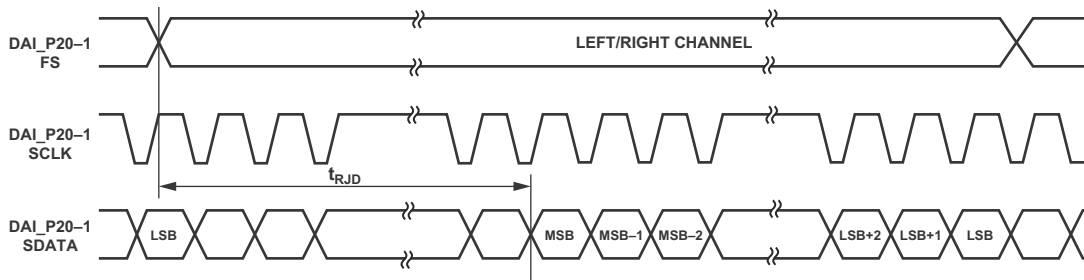 DAI_P20–1
FS
LEFT/RIGHT CHANNEL
DAI_P20–1
SCLK
tRJD
DAI_P20–1
SDATA
LSB
MSB
MSB–1
MSB–2
LSB+2
LSB+1
LSB